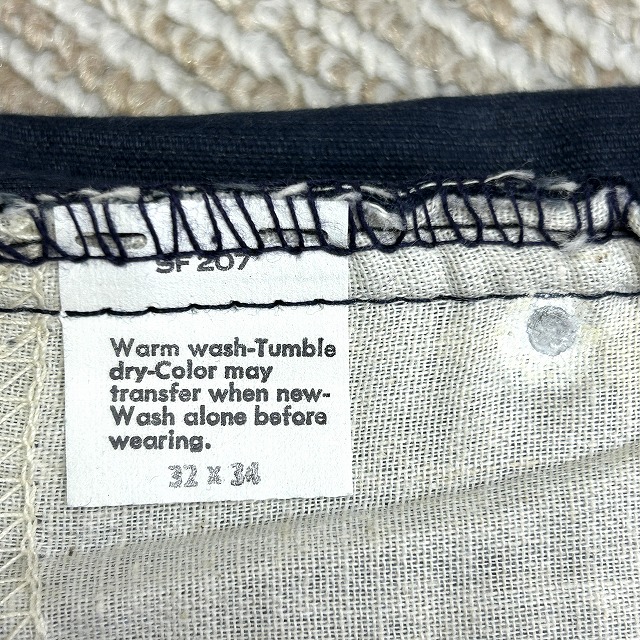 SF 207
Warm wash-Tumble
dry-Color may
transfer when new-
Wash alone before
wearing.
32 x 34